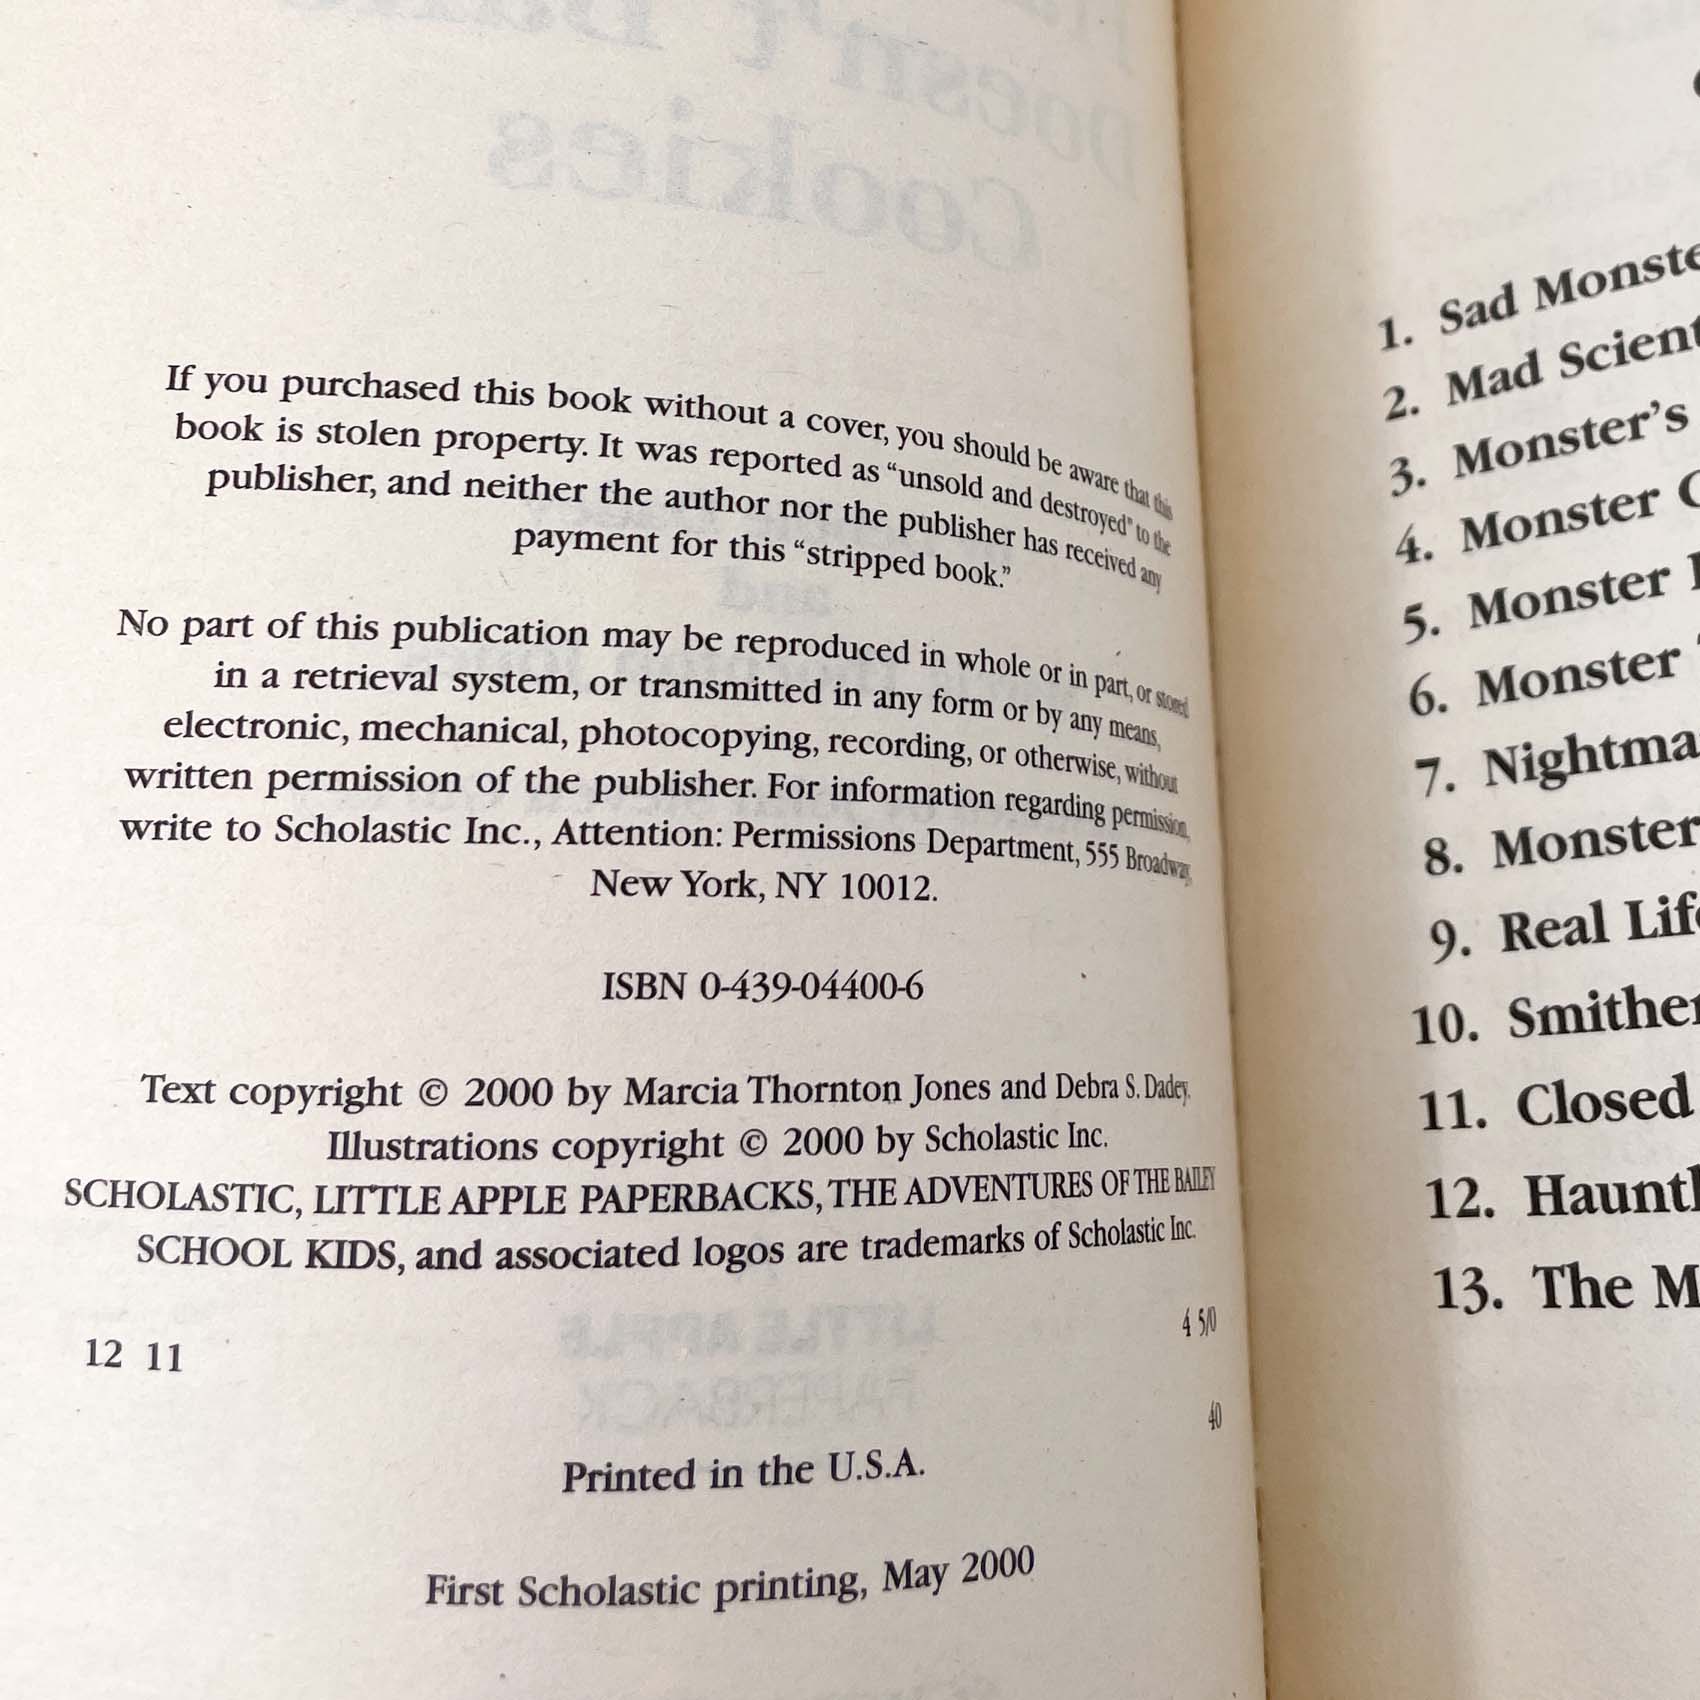 If you purchased this book without a cover, you should be aware that this
book is stolen property. It was reported as “unsold and destroyed” to the
publisher, and neither the author nor the publisher has received any
payment for this “stripped book.”
No part of this publication may be reproduced in whole or in part, or stored
in a retrieval system, or transmitted in any form or by any means,
electronic, mechanical, photocopying, recording, or otherwise, without
written permission of the publisher. For information regarding permission,
write to Scholastic Inc., Attention: Permissions Department, 555 Broadway,
New York, NY 10012.
ISBN 0-439-04400-6
Text copyright © 2000 by Marcia Thornton Jones and Debra S. Dadey.
Illustrations copyright © 2000 by Scholastic Inc.
SCHOLASTIC, LITTLE APPLE PAPERBACKS, THE ADVENTURES OF THE BAILEY
SCHOOL KIDS, and associated logos are trademarks of Scholastic Inc.
12 11 4 5/0
40
Printed in the U.S.A.
First Scholastic printing, May 2000
1. Sad Monste
2. Mad Scient
3. Monster’s
4. Monster
5. Monster
6. Monster
7. Nightma
8. Monster
9. Real Life
10. Smither
11. Closed
12. Hauntl
13. The M